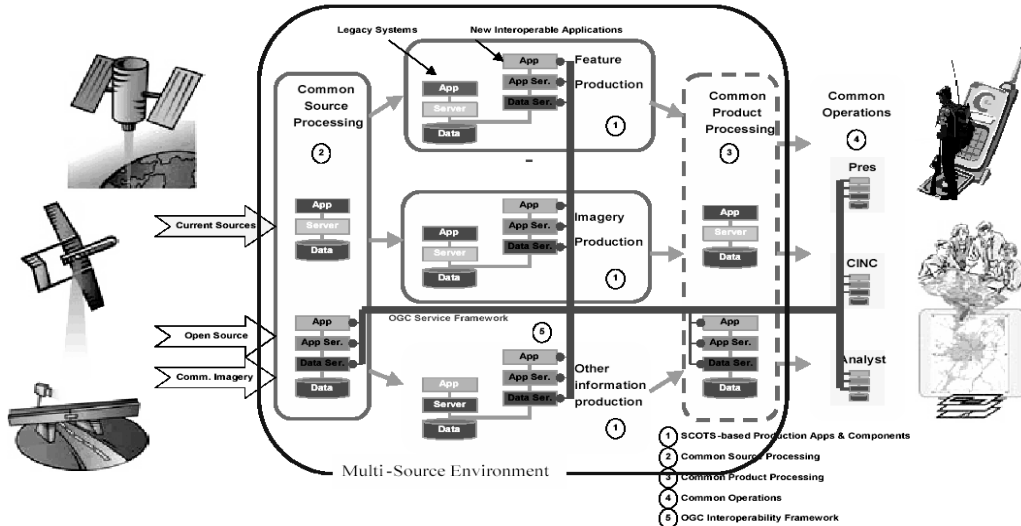 Legacy Systems
New Interoperable Applications
App
Feature
App
App Ser.
Production
Server
Data Ser.
Data
1
Common
Source
Processing
2
App
Server
Data
Common
Product
Processing
3
App
Server
Data
Common
Operations
4
Pres
CINC
Analyst
Current Sources
Open Source
Comm. Imagery
App
Imagery
App
App Ser.
Production
Server
Data Ser.
Data
1
OGC Service Framework
5
App
App Ser.
Data Ser.
Data
App
App Ser.
Data Ser.
Data
App
Other
App
App Ser.
information
Server
Data Ser.
production
Data
1
Multi-Source Environment
1 SCOTS-based Production Apps & Components
2 Common Source Processing
3 Common Product Processing
4 Common Operations
5 OGC Interoperability Framework